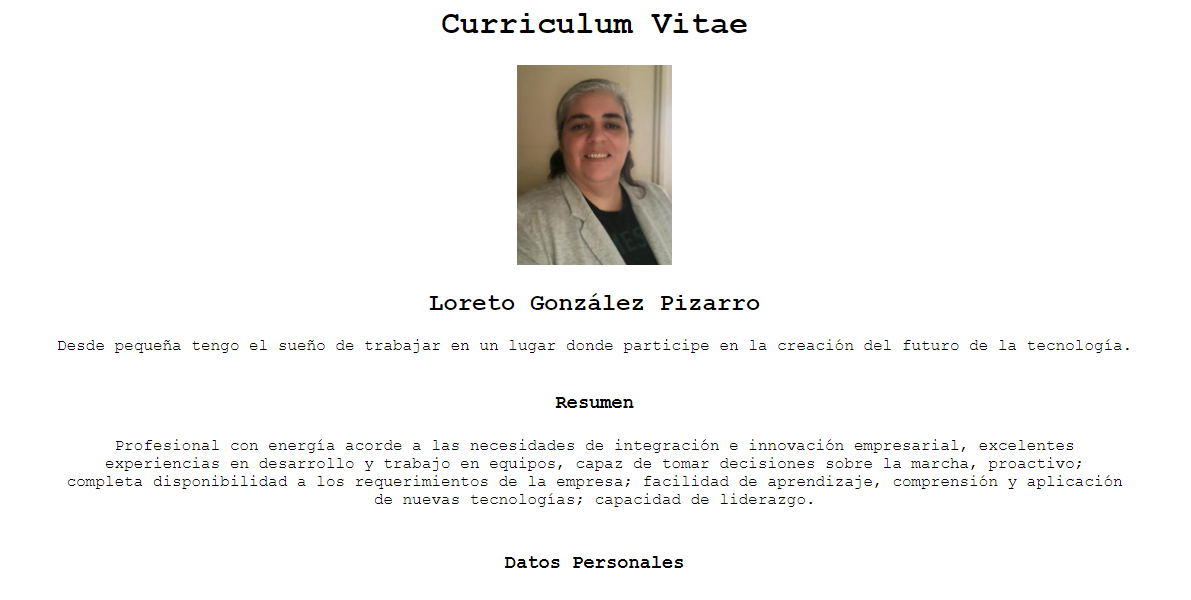 Curriculum Vitae
Loreto González Pizarro
Desde pequeña tengo el sueño de trabajar en un lugar donde participe en la creación del futuro de la tecnología.
Resumen
Profesional con energía acorde a las necesidades de integración e innovación empresarial, excelentes
experiencias en desarrollo y trabajo en equipos, capaz de tomar decisiones sobre la marcha, proactivo;
completa disponibilidad a los requerimientos de la empresa; facilidad de aprendizaje, comprensión y aplicación
de nuevas tecnologías; capacidad de liderazgo.
Datos Personales